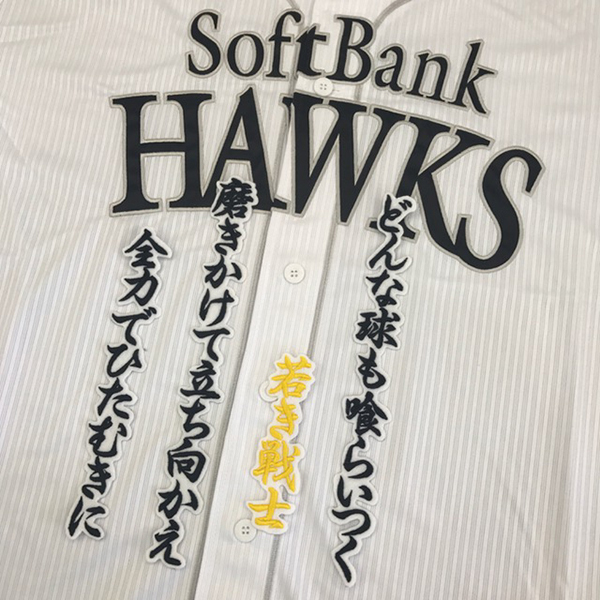 SoftBank
HAWKS
どんな球も喰らいつく
若き戦士
磨きかけて立ち向かえ
全力でひたむきに